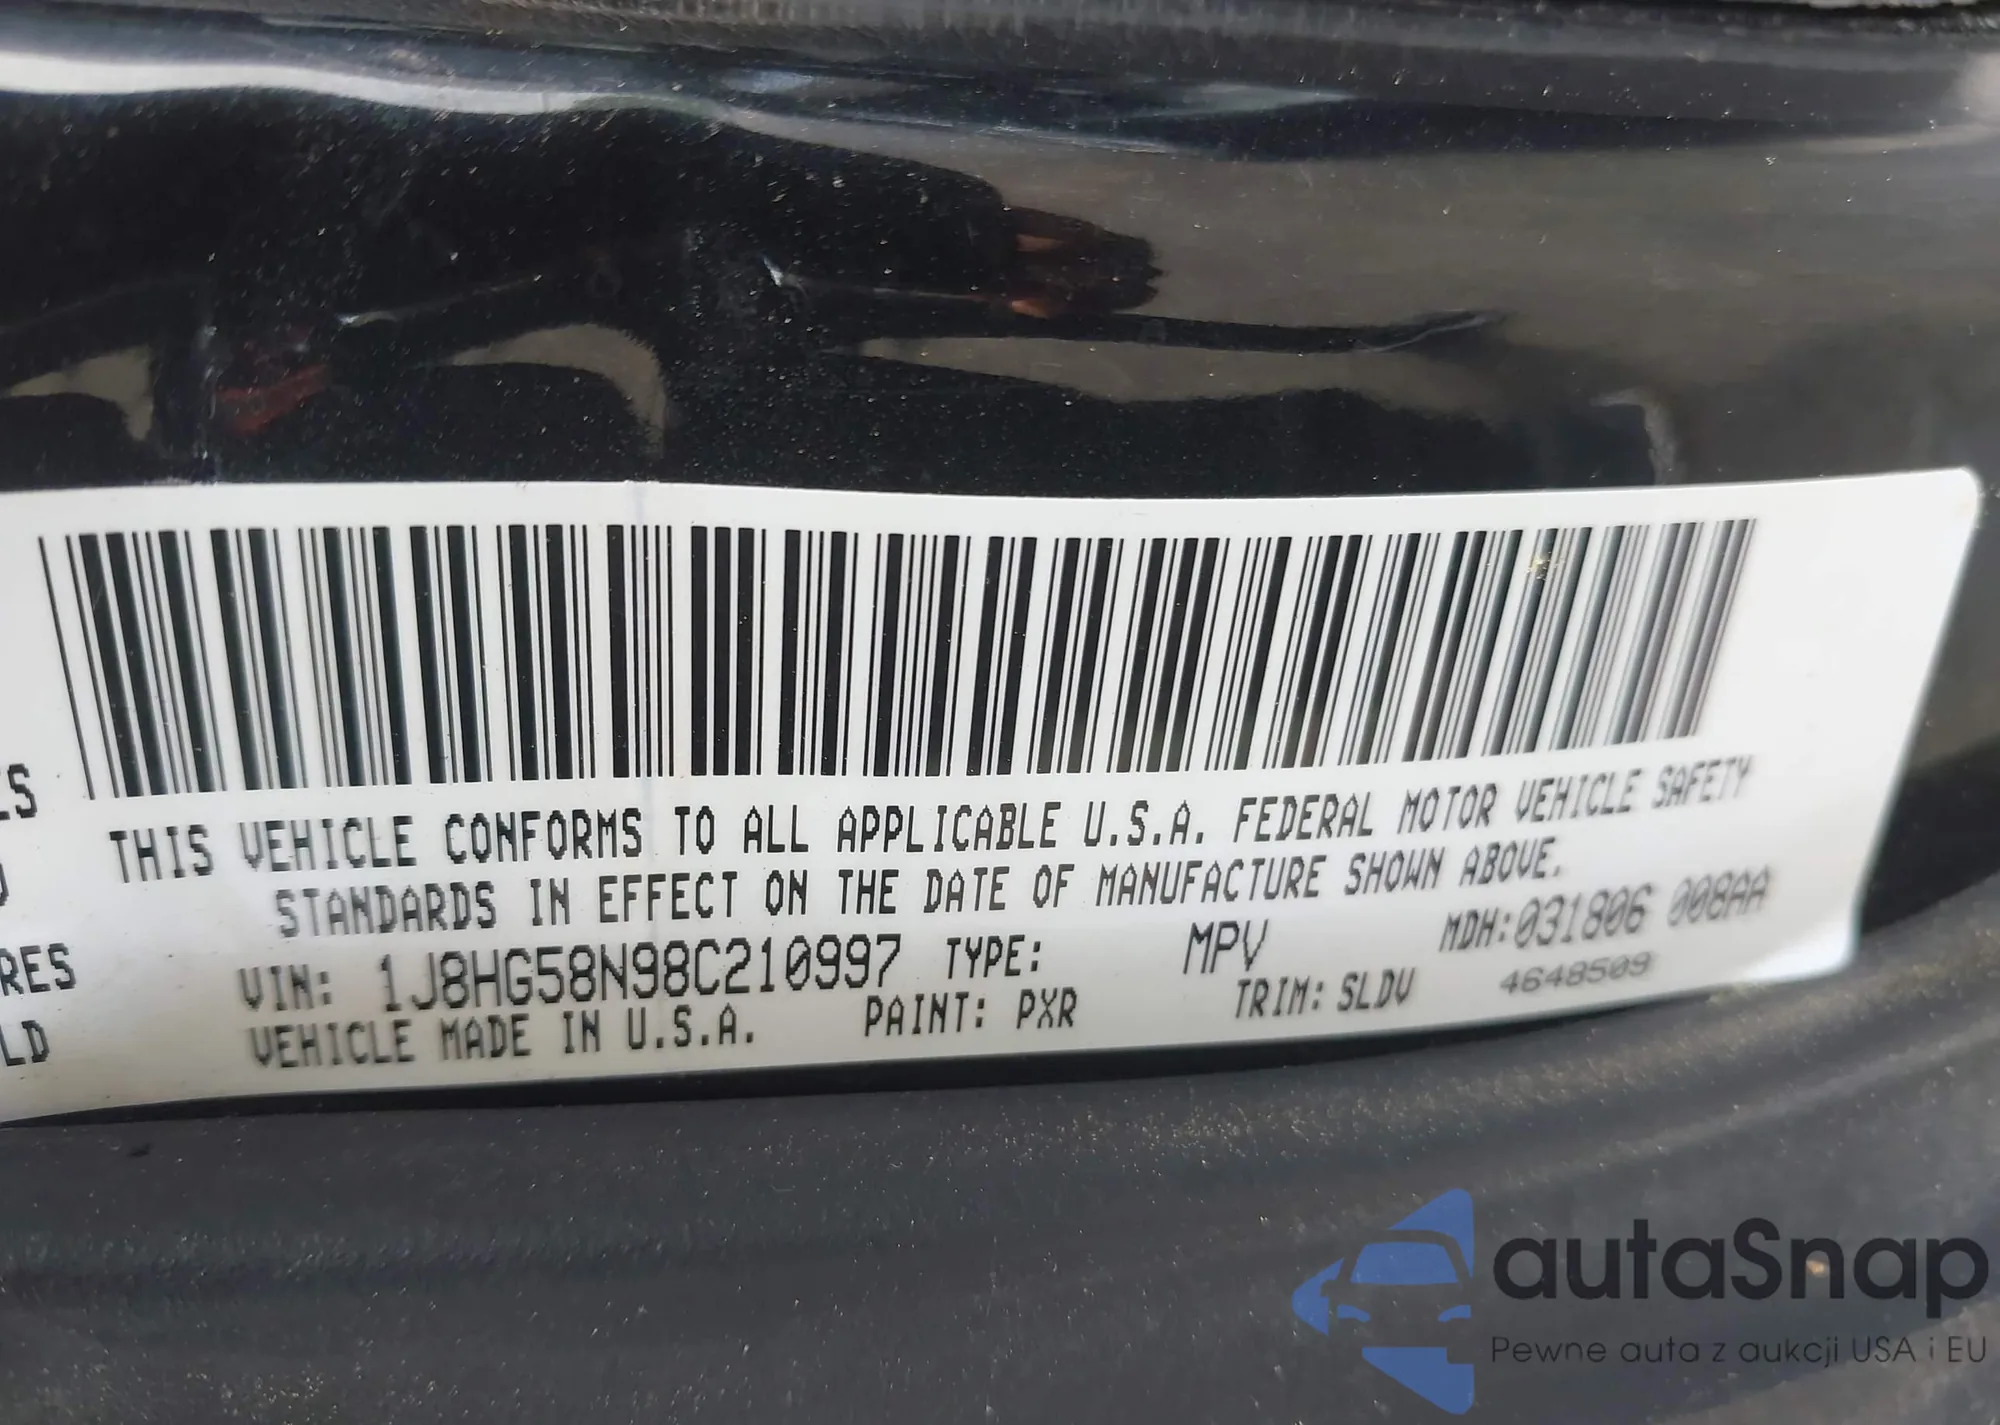 ES
THIS VEHICLE CONFORMS TO ALL APPLICABLE U.S.A. FEDERAL MOTOR VEHICLE SAFETY
STANDARDS IN EFFECT ON THE DATE OF MANUFACTURE SHOWN ABOVE.
RES
VIN: 1J8HG58N98C210997 TYPE: MPV MDH:031806 008AA
LD
VEHICLE MADE IN U.S.A. PAINT: PXR TRIM: SLDV 4648509
autaSnap
Pewne auta z aukcji USA i EU